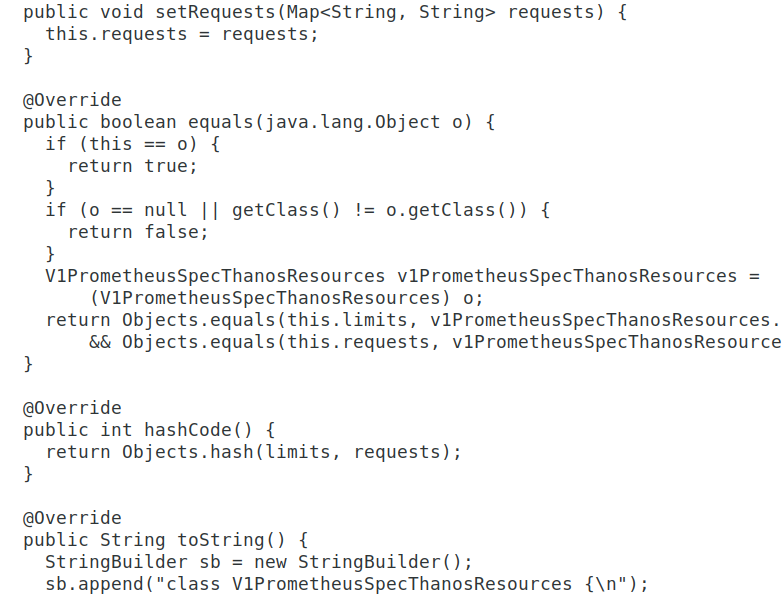 public void setRequests(Map<String, String> requests) {
  this.requests = requests;
}

@Override
public boolean equals(java.lang.Object o) {
  if (this == o) {
    return true;
  }
  if (o == null || getClass() != o.getClass()) {
    return false;
  }
  V1PrometheusSpecThanosResources v1PrometheusSpecThanosResources =
      (V1PrometheusSpecThanosResources) o;
  return Objects.equals(this.limits, v1PrometheusSpecThanosResources.
      && Objects.equals(this.requests, v1PrometheusSpecThanosResource
}

@Override
public int hashCode() {
  return Objects.hash(limits, requests);
}

@Override
public String toString() {
  StringBuilder sb = new StringBuilder();
  sb.append("class V1PrometheusSpecThanosResources {\n");